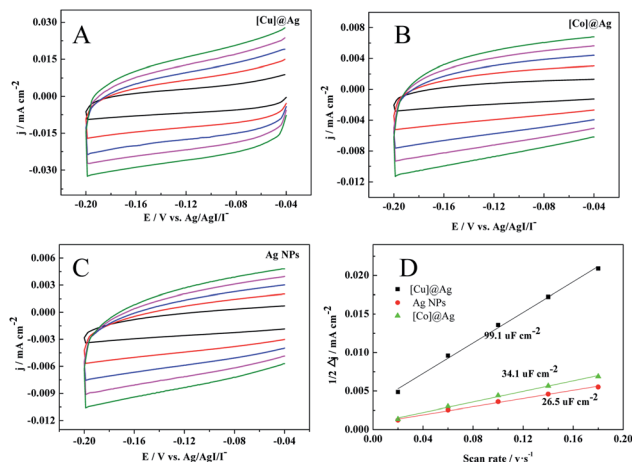 A
[Cu]@Ag
j / mA cm⁻²
0.030
0.015
0.000
-0.015
-0.030
-0.20
-0.16
-0.12
-0.08
-0.04
E / V vs. Ag/AgI/I⁻
B
[Co]@Ag
j / mA cm⁻²
0.008
0.004
0.000
-0.004
-0.008
-0.012
-0.20
-0.16
-0.12
-0.08
-0.04
E / V vs. Ag/AgI/I⁻
C
Ag NPs
j / mA cm⁻²
0.006
0.003
0.000
-0.003
-0.006
-0.009
-0.012
-0.20
-0.16
-0.12
-0.08
-0.04
E / V vs. Ag/AgI/I⁻
D
[Cu]@Ag
Ag NPs
[Co]@Ag
99.1 uF cm⁻²
34.1 uF cm⁻²
26.5 uF cm⁻²
1/2 Δj / mA cm⁻²
0.020
0.015
0.010
0.005
0.000
0.00
0.04
0.08
0.12
0.16
0.20
Scan rate / v·s⁻¹